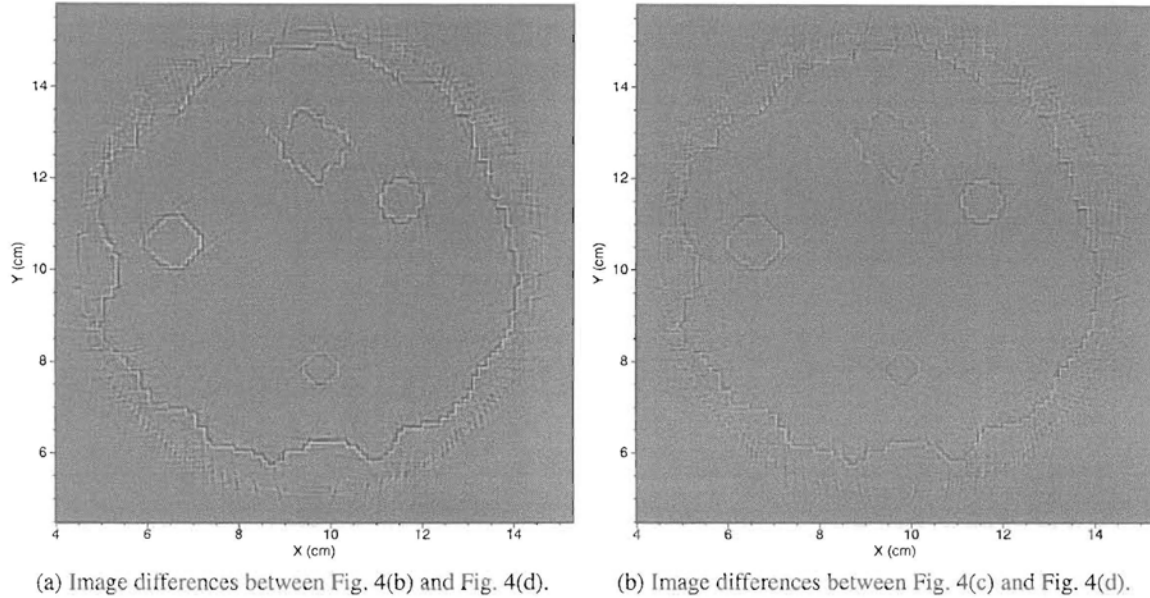 14
12
10
8
6
Y (cm)
4 6 8 10 12 14
X (cm)
(a) Image differences between Fig. 4(b) and Fig. 4(d).
14
12
10
8
6
Y (cm)
4 6 8 10 12 14
X (cm)
(b) Image differences between Fig. 4(c) and Fig. 4(d).